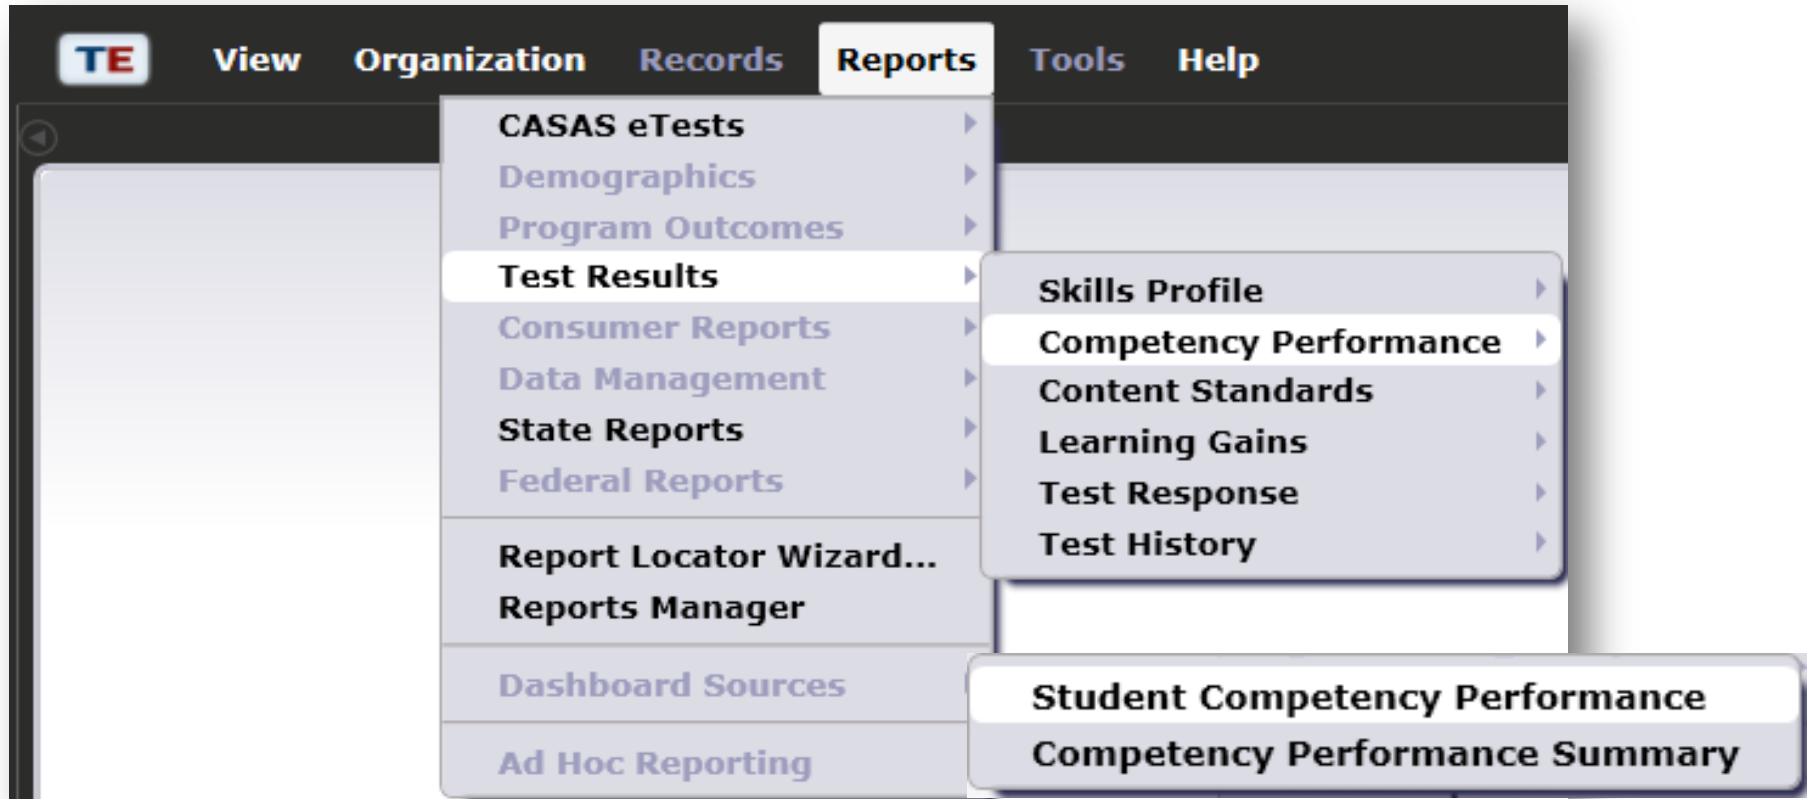 TE View Organization Records Reports Tools Help
CASAS eTests
Demographics
Program Outcomes
Test Results
Consumer Reports
Data Management
State Reports
Federal Reports
Report Locator Wizard...
Reports Manager
Dashboard Sources
Ad Hoc Reporting
Skills Profile
Competency Performance
Content Standards
Learning Gains
Test Response
Test History
Student Competency Performance
Competency Performance Summary